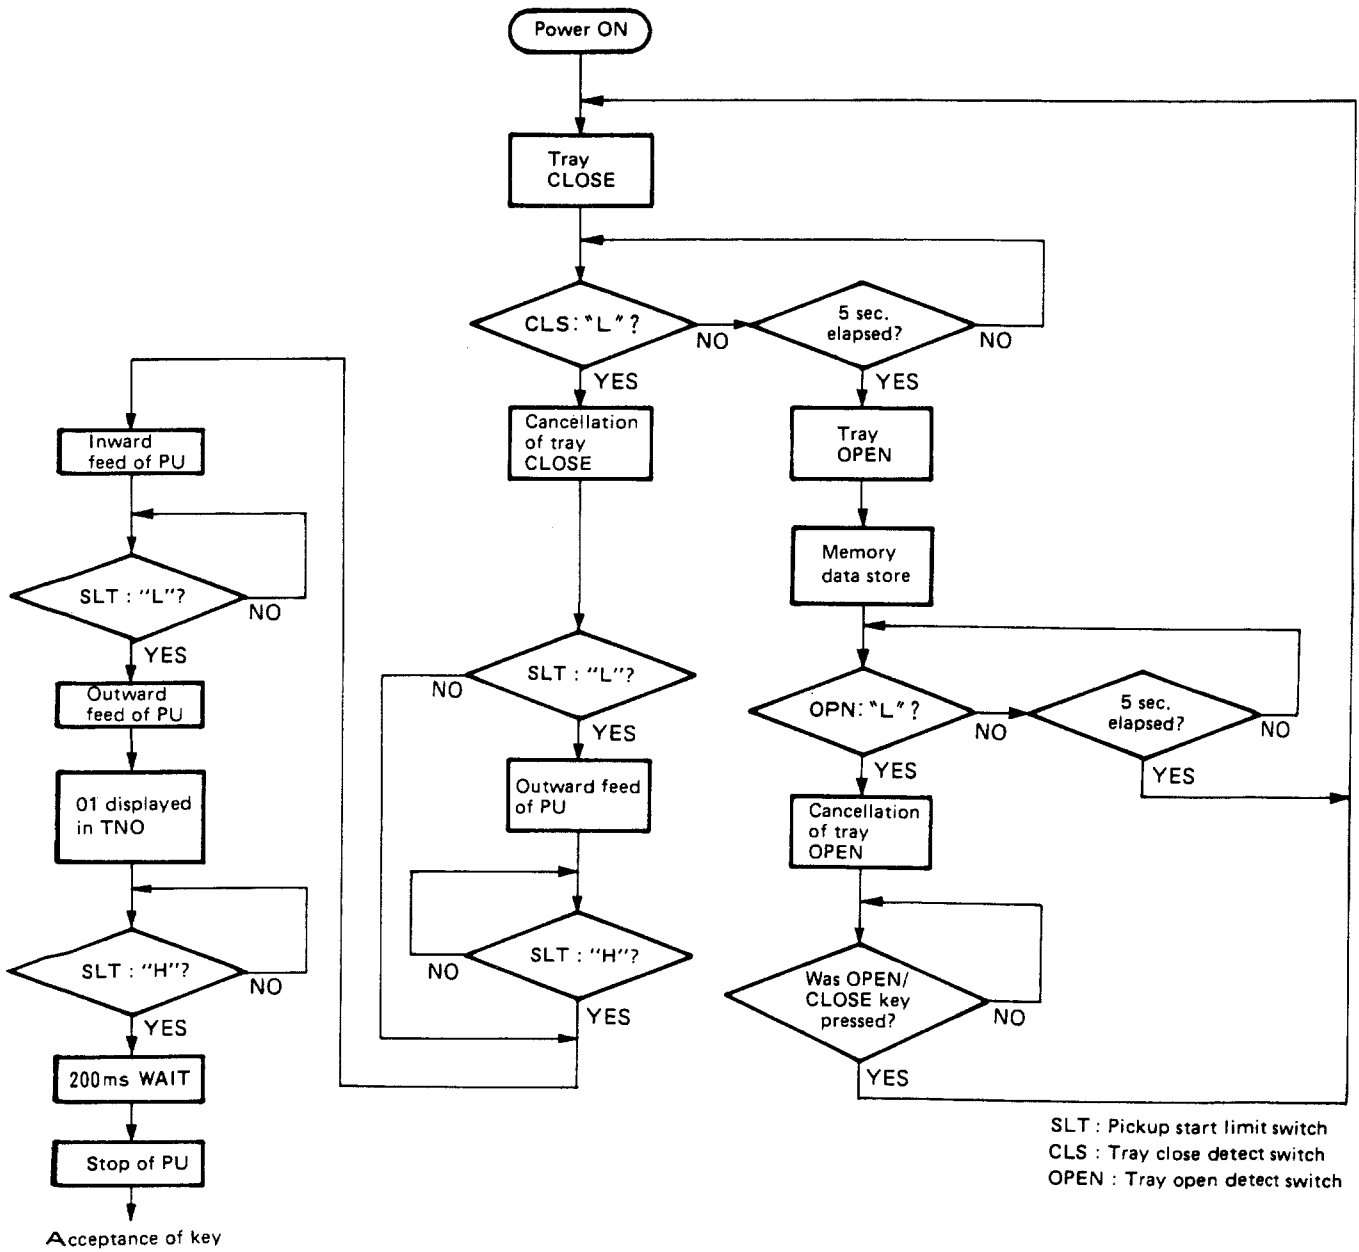 Power ON
Tray
CLOSE
CLS: "L" ?
NO
YES
5 sec.
elapsed?
NO
YES
Cancellation
of tray
CLOSE
Tray
OPEN
Memory
data store
SLT : "L"?
NO
YES
Outward feed
of PU
SLT : "H"?
NO
YES
OPN: "L" ?
NO
YES
5 sec.
elapsed?
NO
YES
Cancellation
of tray
OPEN
Was OPEN/
CLOSE key
pressed?
NO
YES
Inward
feed of PU
SLT : "L"?
NO
YES
Outward
feed of PU
01 displayed
in TNO
SLT : "H"?
NO
YES
200ms WAIT
Stop of PU
Acceptance of key
SLT : Pickup start limit switch
CLS : Tray close detect switch
OPEN : Tray open detect switch